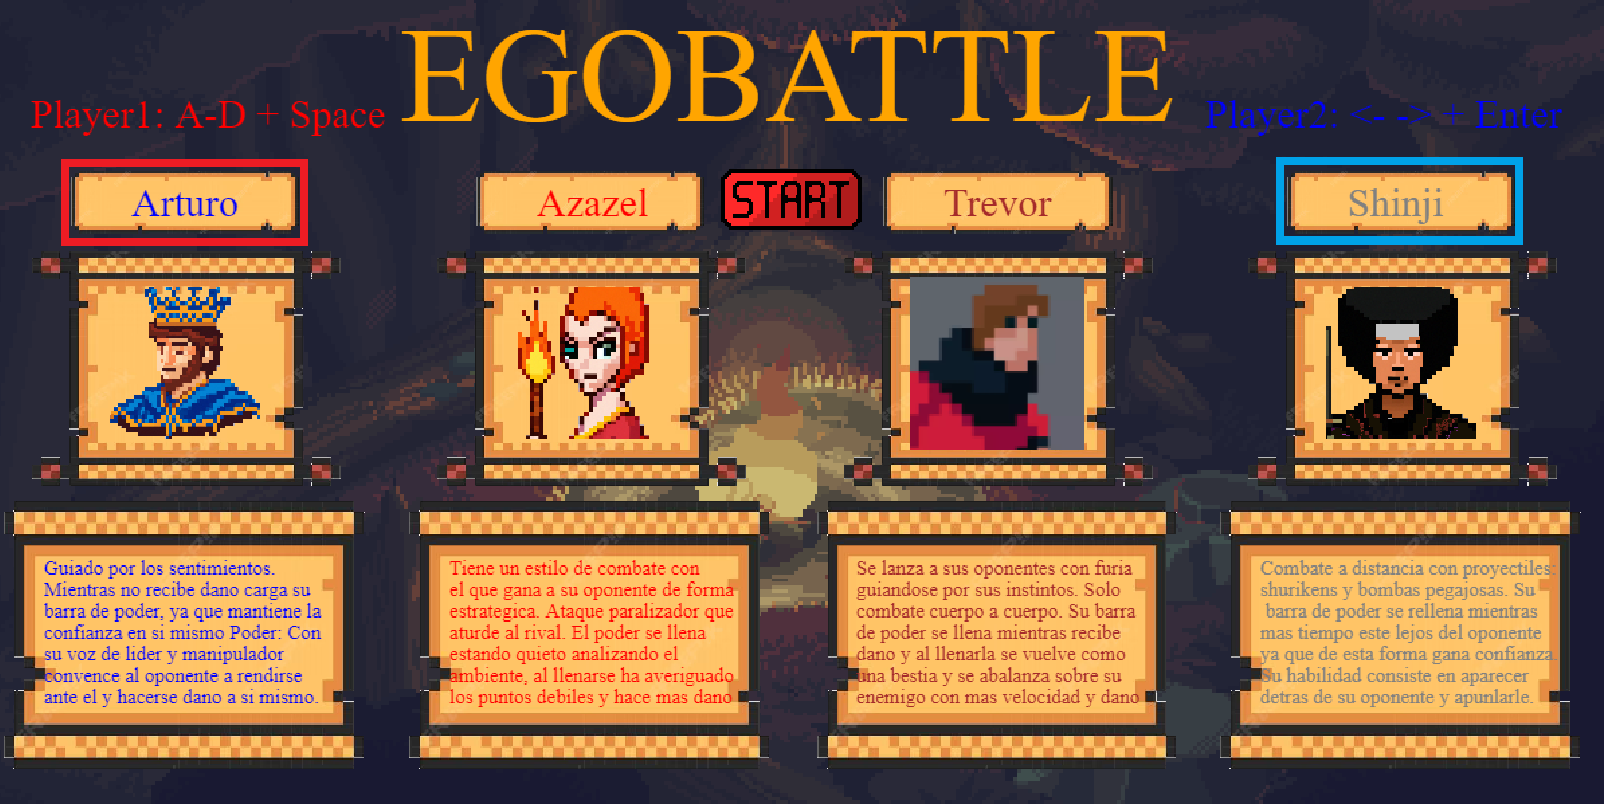 EGOBATTLE
Player1: A-D + Space
Player2: <- -> + Enter
Arturo
Azazel
START
Trevor
Shinji
Guiado por los sentimientos.
Mientras no recibe dano carga su
barra de poder, ya que mantiene la
confianza en si mismo Poder: Con
su voz de lider y manipulador
convence al oponente a rendirse
ante el y hacerse dano a si mismo.
Tiene un estilo de combate con
el que gana a su oponente de forma
estrategica. Ataque paralizador que
aturde al rival. El poder se llena
estando quieto analizando el
ambiente, al llenarse ha averiguado
los puntos debiles y hace mas dano
Se lanza a sus oponentes con furia
guiandose por sus instintos. Solo
combate cuerpo a cuerpo. Su barra
de poder se llena mientras recibe
dano y al llenarla se vuelve como
una bestia y se abalanza sobre su
enemigo con mas velocidad y dano
Combate a distancia con proyectiles:
shurikens y bombas pegajosas. Su
barra de poder se rellena mientras
mas tiempo este lejos del oponente
ya que de esta forma gana confianza.
Su habilidad consiste en aparecer
detras de su oponente y apunlarle.